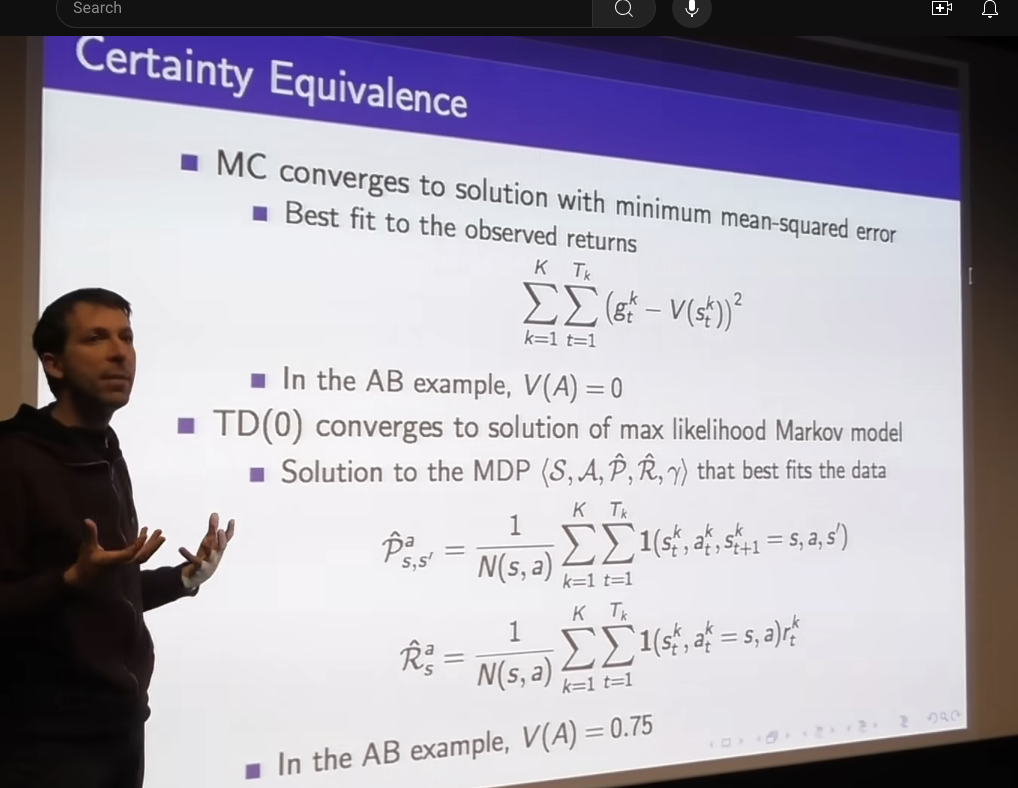 Search
Certainty Equivalence
■ MC converges to solution with minimum mean-squared error
■ Best fit to the observed returns
$\sum_{k=1}^{K} \sum_{t=1}^{T_k} \left(g_t^k - V(s_t^k)\right)^2$
■ In the AB example, $V(A) = 0$
■ TD(0) converges to solution of max likelihood Markov model
■ Solution to the MDP $\langle \mathcal{S}, \mathcal{A}, \hat{\mathcal{P}}, \hat{\mathcal{R}}, \gamma \rangle$ that best fits the data
$\hat{\mathcal{P}}_{s,s'}^{a} = \frac{1}{N(s,a)} \sum_{k=1}^{K} \sum_{t=1}^{T_k} \mathbf{1}(s_t^k, a_t^k, s_{t+1}^k = s, a, s')$
$\hat{\mathcal{R}}_{s}^{a} = \frac{1}{N(s,a)} \sum_{k=1}^{K} \sum_{t=1}^{T_k} \mathbf{1}(s_t^k, a_t^k = s, a) r_t^k$
■ In the AB example, $V(A) = 0.75$